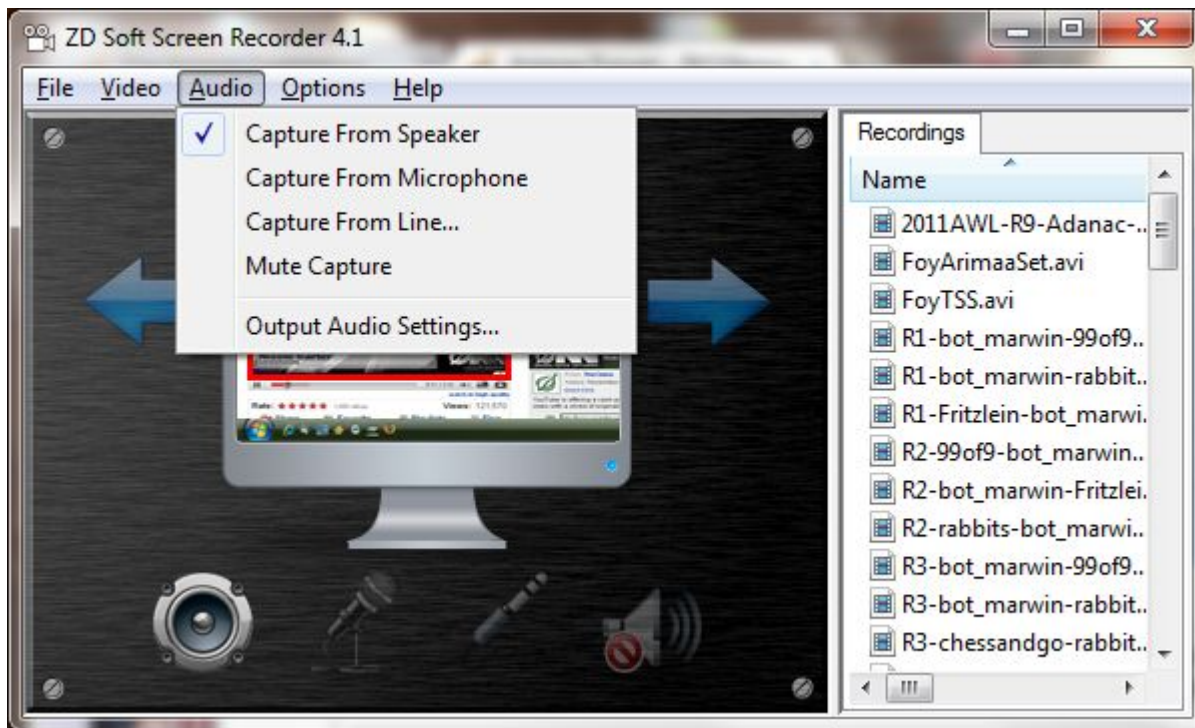 ZD Soft Screen Recorder 4.1
File Video Audio Options Help
Capture From Speaker
Capture From Microphone
Capture From Line...
Mute Capture
Output Audio Settings...
Views:
Recordings
Name
2011AWL-R9-Adanac-..
FoyArimaaSet.avi
FoyTSS.avi
R1-bot_marwin-99of9..
R1-bot_marwin-rabbit..
R1-Fritzlein-bot_marwi.
R2-99of9-bot_marwin..
R2-bot_marwin-Fritzlei.
R2-rabbits-bot_marwi..
R3-bot_marwin-99of9..
R3-bot_marwin-rabbit..
R3-chessandgo-rabbit..